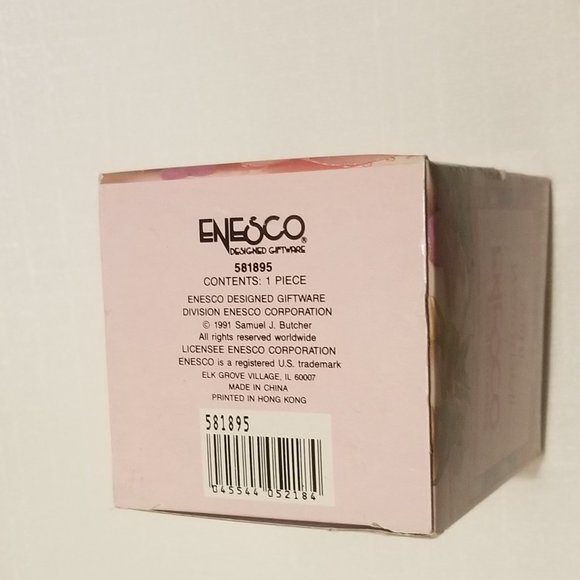 ENESCO®
DESIGNED GIFTWARE
581895
CONTENTS: 1 PIECE
ENESCO DESIGNED GIFTWARE
DIVISION ENESCO CORPORATION
© 1991 Samuel J. Butcher
All rights reserved worldwide
LICENSEE ENESCO CORPORATION
ENESCO is a registered U.S. trademark
ELK GROVE VILLAGE, IL 60007
MADE IN CHINA
PRINTED IN HONG KONG
581895
045544 052184
ENESCO